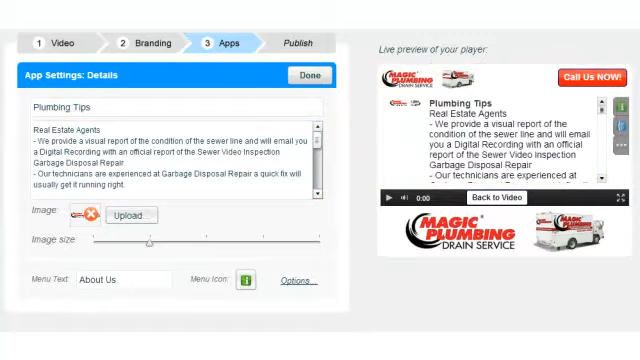 1 Video
2 Branding
3 Apps
Publish
App Settings: Details
Done
Plumbing Tips
Real Estate Agents
- We provide a visual report of the condition of the sewer line and will email you
a Digital Recording with an official report of the Sewer Video Inspection
Garbage Disposal Repair
- Our technicians are experienced at Garbage Disposal Repair a quick fix will
usually get it running right.
Image:
Upload...
Image size:
Menu Text:
About Us
Menu Icon:
Options...
Live preview of your player:
MAGIC PLUMBING
DRAIN SERVICE
Call Us NOW!
Plumbing Tips
Real Estate Agents
- We provide a visual report of the
condition of the sewer line and will email
you a Digital Recording with an official
report of the Sewer Video Inspection
Garbage Disposal Repair
- Our technicians are experienced at
0:00
Back to Video
MAGIC
PLUMBING
DRAIN SERVICE